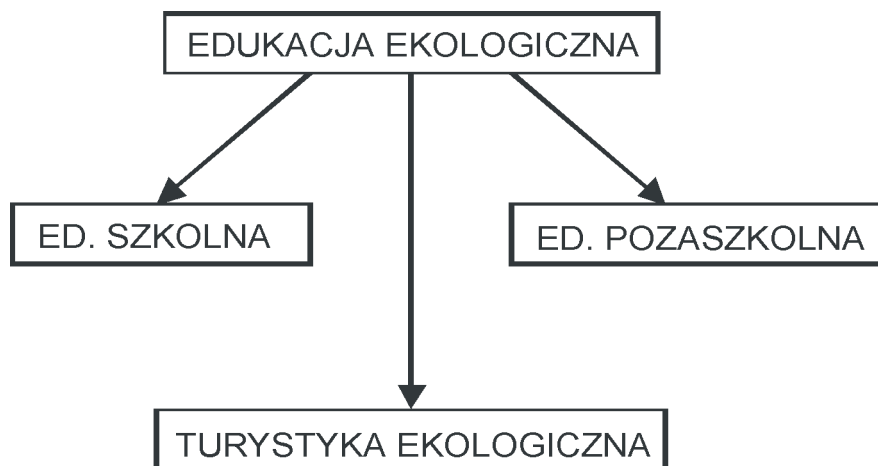 EDUKACJA EKOLOGICZNA
ED. SZKOLNA
ED. POZASZKOLNA
TURYSTYKA EKOLOGICZNA